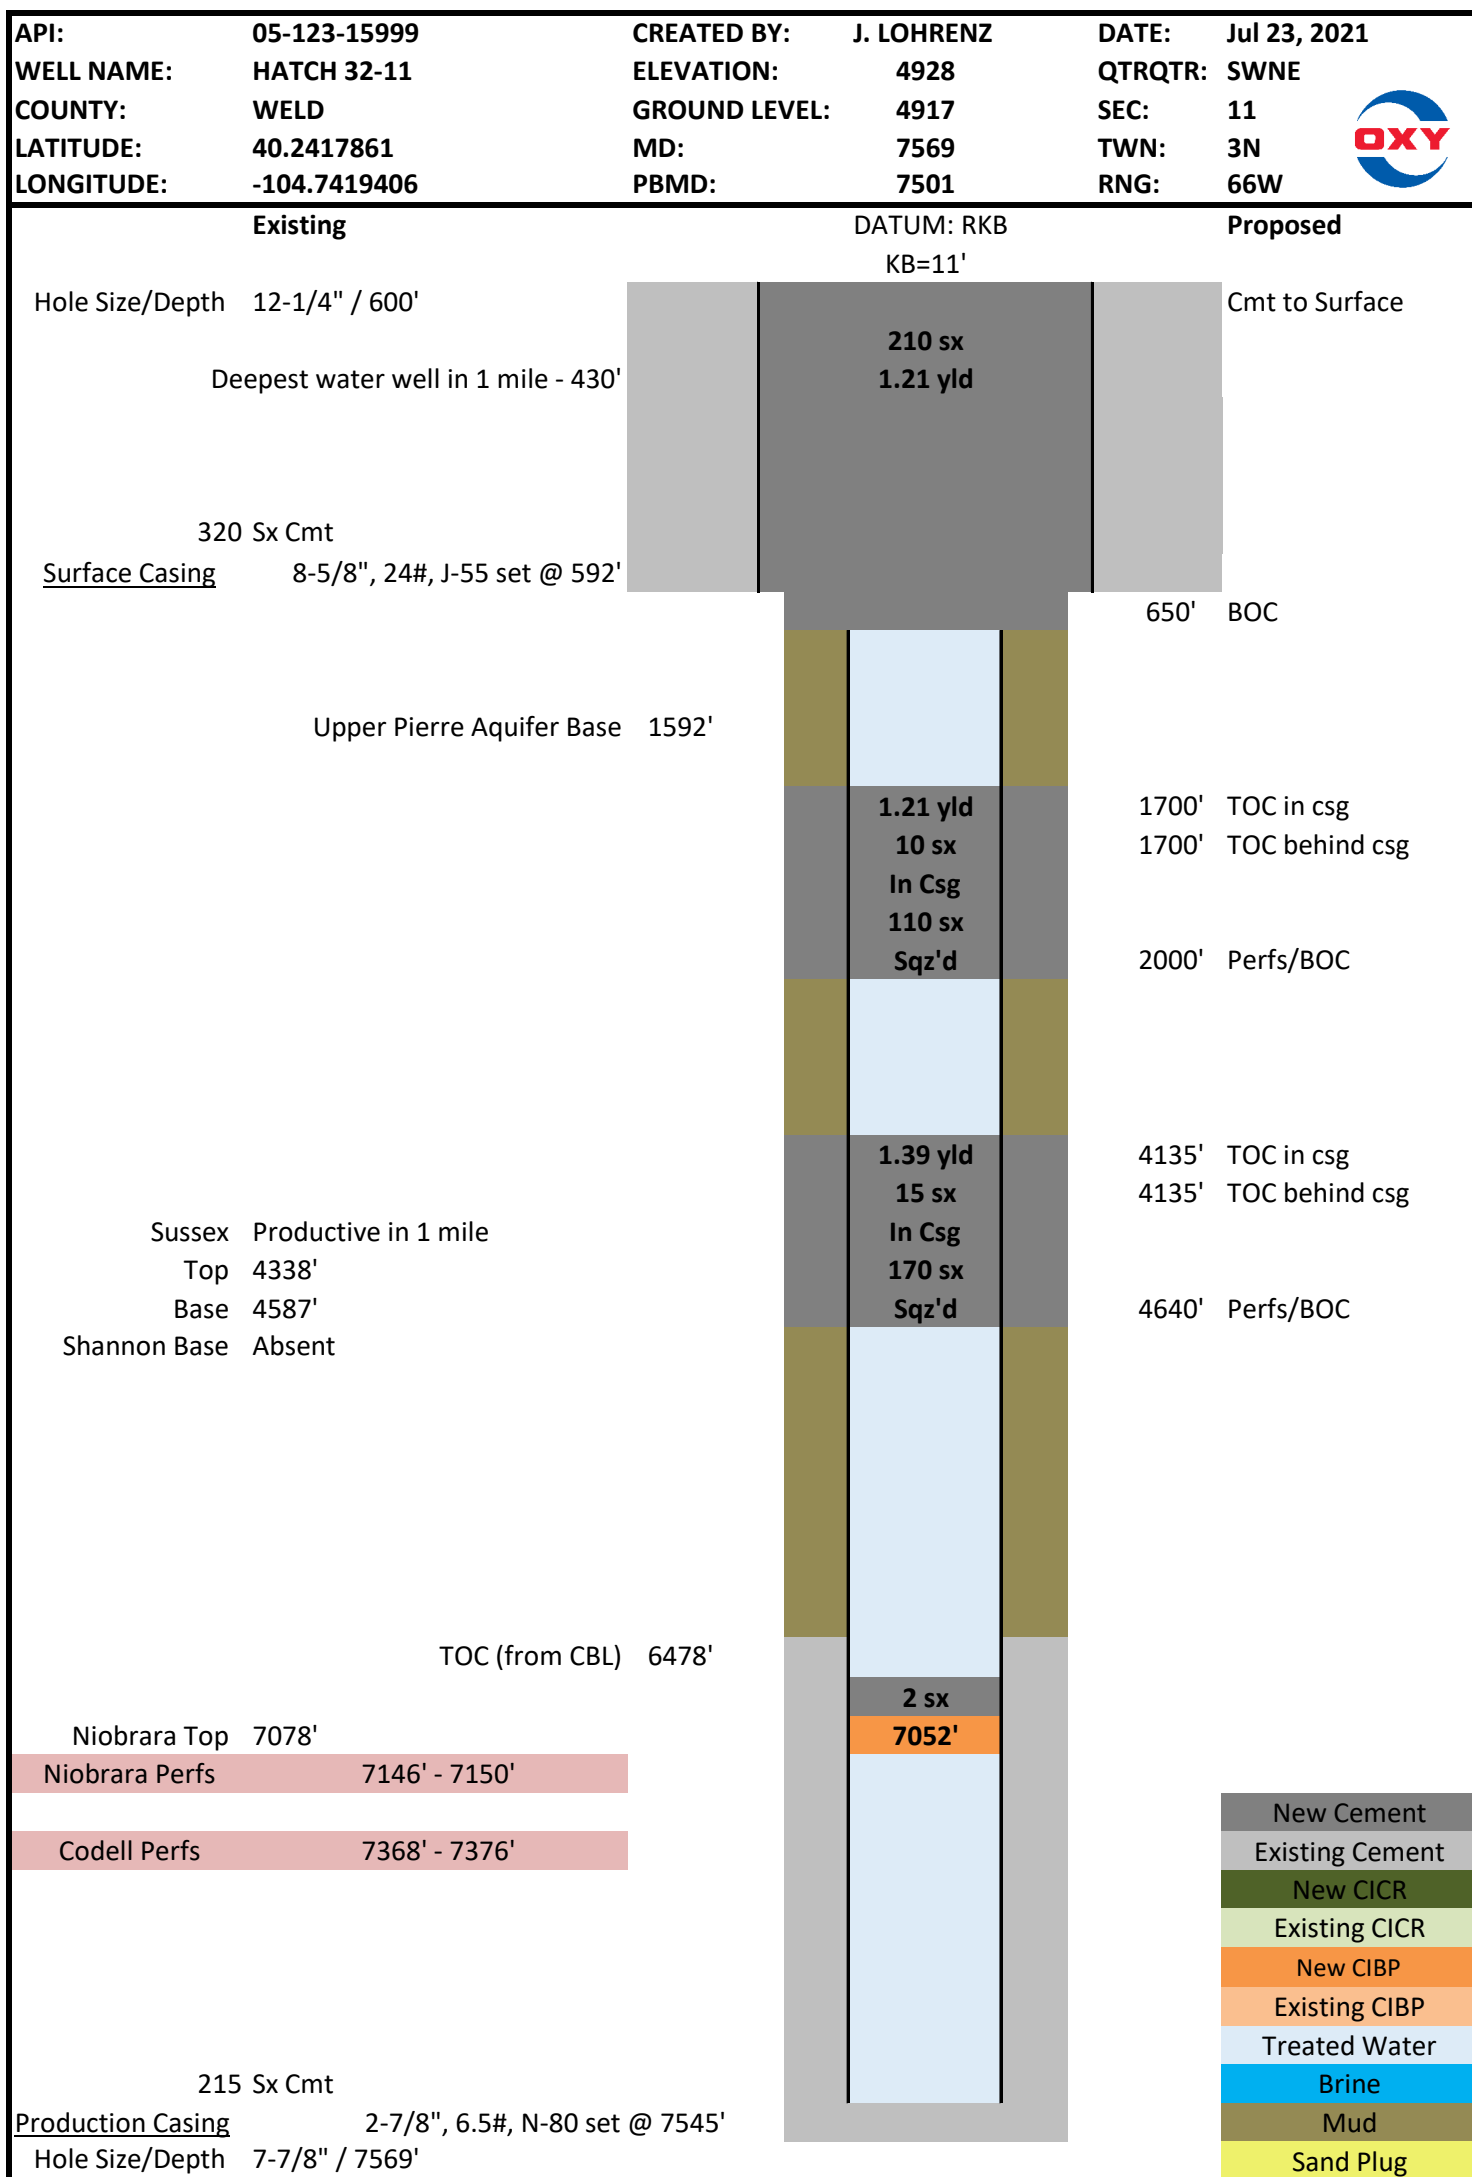 API: 05-123-15999 CREATED BY: J. LOHRENZ DATE: Jul 23, 2021
WELL NAME: HATCH 32-11 ELEVATION: 4928 QTRQTR: SWNE
COUNTY: WELD GROUND LEVEL: 4917 SEC: 11
LATITUDE: 40.2417861 MD: 7569 TWN: 3N
OXY
LONGITUDE: -104.7419406 PBMD: 7501 RNG: 66W
Existing DATUM: RKB Proposed
KB=11'
Hole Size/Depth 12-1/4" / 600' Cmt to Surface
210 sx
Deepest water well in 1 mile - 430' 1.21 yld
320 Sx Cmt
Surface Casing 8-5/8", 24#, J-55 set @ 592'
650' BOC
Upper Pierre Aquifer Base 1592'
1.21 yld 1700' TOC in csg
10 sx 1700' TOC behind csg
In Csg
110 sx
Sqz'd 2000' Perfs/BOC
1.39 yld 4135' TOC in csg
15 sx 4135' TOC behind csg
Sussex Productive in 1 mile In Csg
Top 4338' 170 sx
Base 4587' Sqz'd 4640' Perfs/BOC
Shannon Base Absent
TOC (from CBL) 6478'
2 sx
Niobrara Top 7078' 7052'
Niobrara Perfs 7146' - 7150'
New Cement
Codell Perfs 7368' - 7376' Existing Cement
New CICR
Existing CICR
New CIBP
Existing CIBP
Treated Water
215 Sx Cmt Brine
Production Casing 2-7/8", 6.5#, N-80 set @ 7545' Mud
Hole Size/Depth 7-7/8" / 7569' Sand Plug